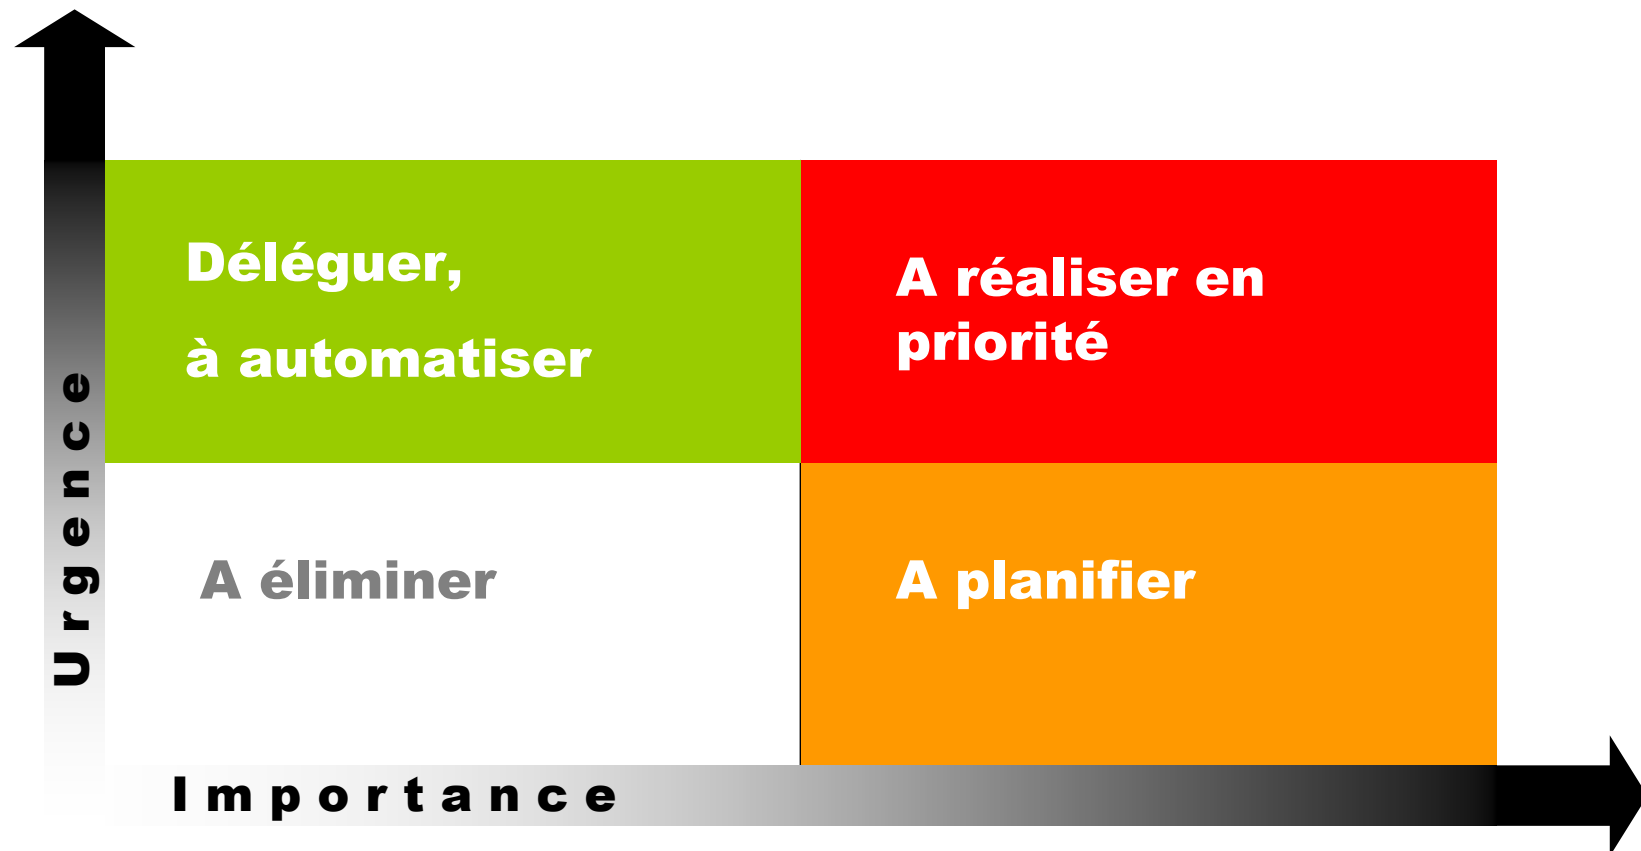 Déléguer,
à automatiser
A réaliser en
priorité
A éliminer
A planifier
Urgence
Importance